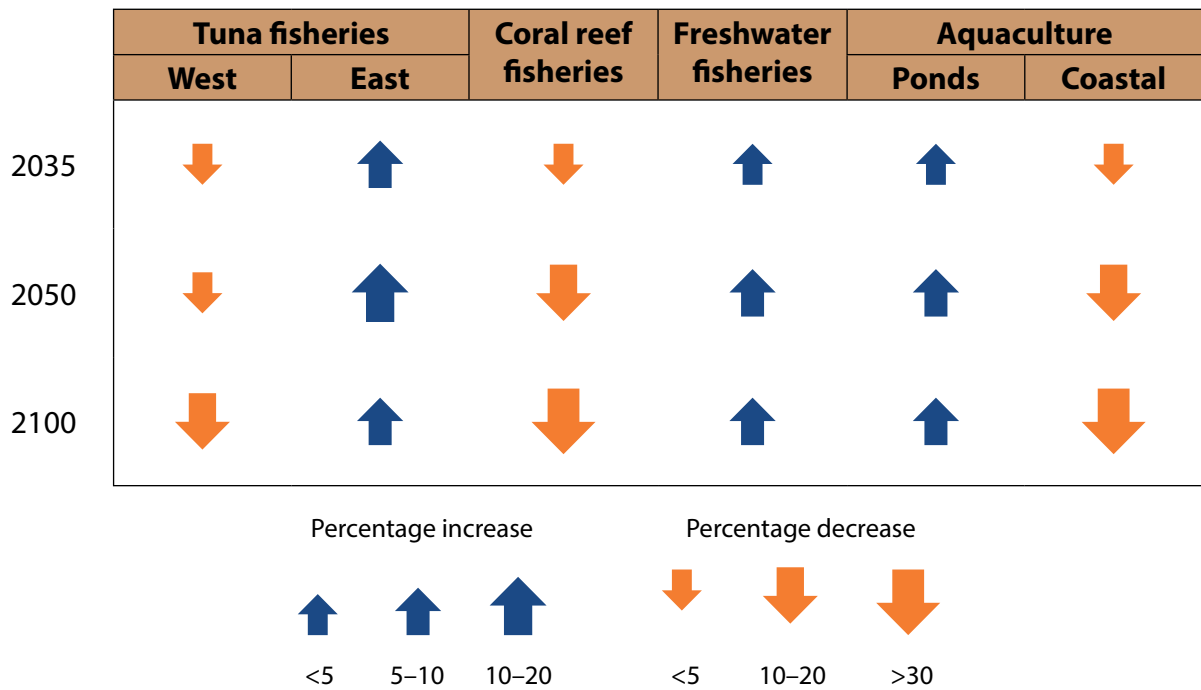 Tuna fisheries
Coral reef
fisheries
Freshwater
fisheries
Aquaculture
West
East
Ponds
Coastal
2035
2050
2100
Percentage increase
Percentage decrease
<5
5–10
10–20
<5
10–20
>30